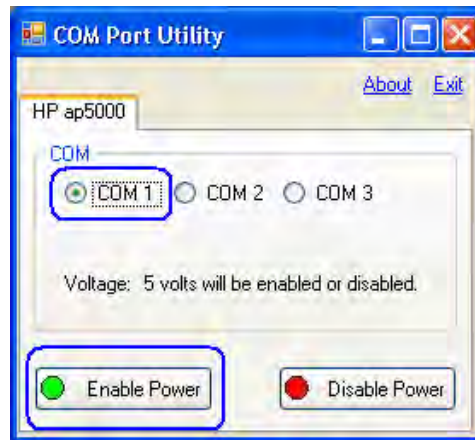 COM Port Utility
About Exit
HP ap5000
COM
COM 1 COM 2 COM 3
Voltage: 5 volts will be enabled or disabled.
Enable Power Disable Power